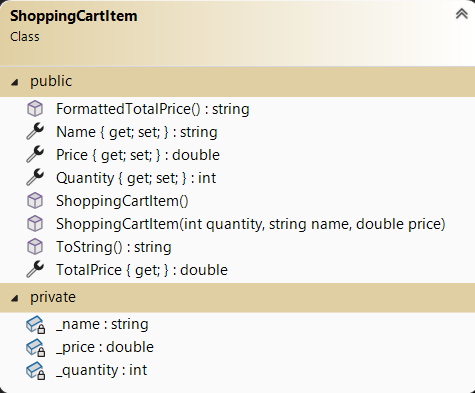 ShoppingCartItem
Class
public
FormattedTotalPrice() : string
Name { get; set; } : string
Price { get; set; } : double
Quantity { get; set; } : int
ShoppingCartItem()
ShoppingCartItem(int quantity, string name, double price)
ToString() : string
TotalPrice { get; } : double
private
_name : string
_price : double
_quantity : int